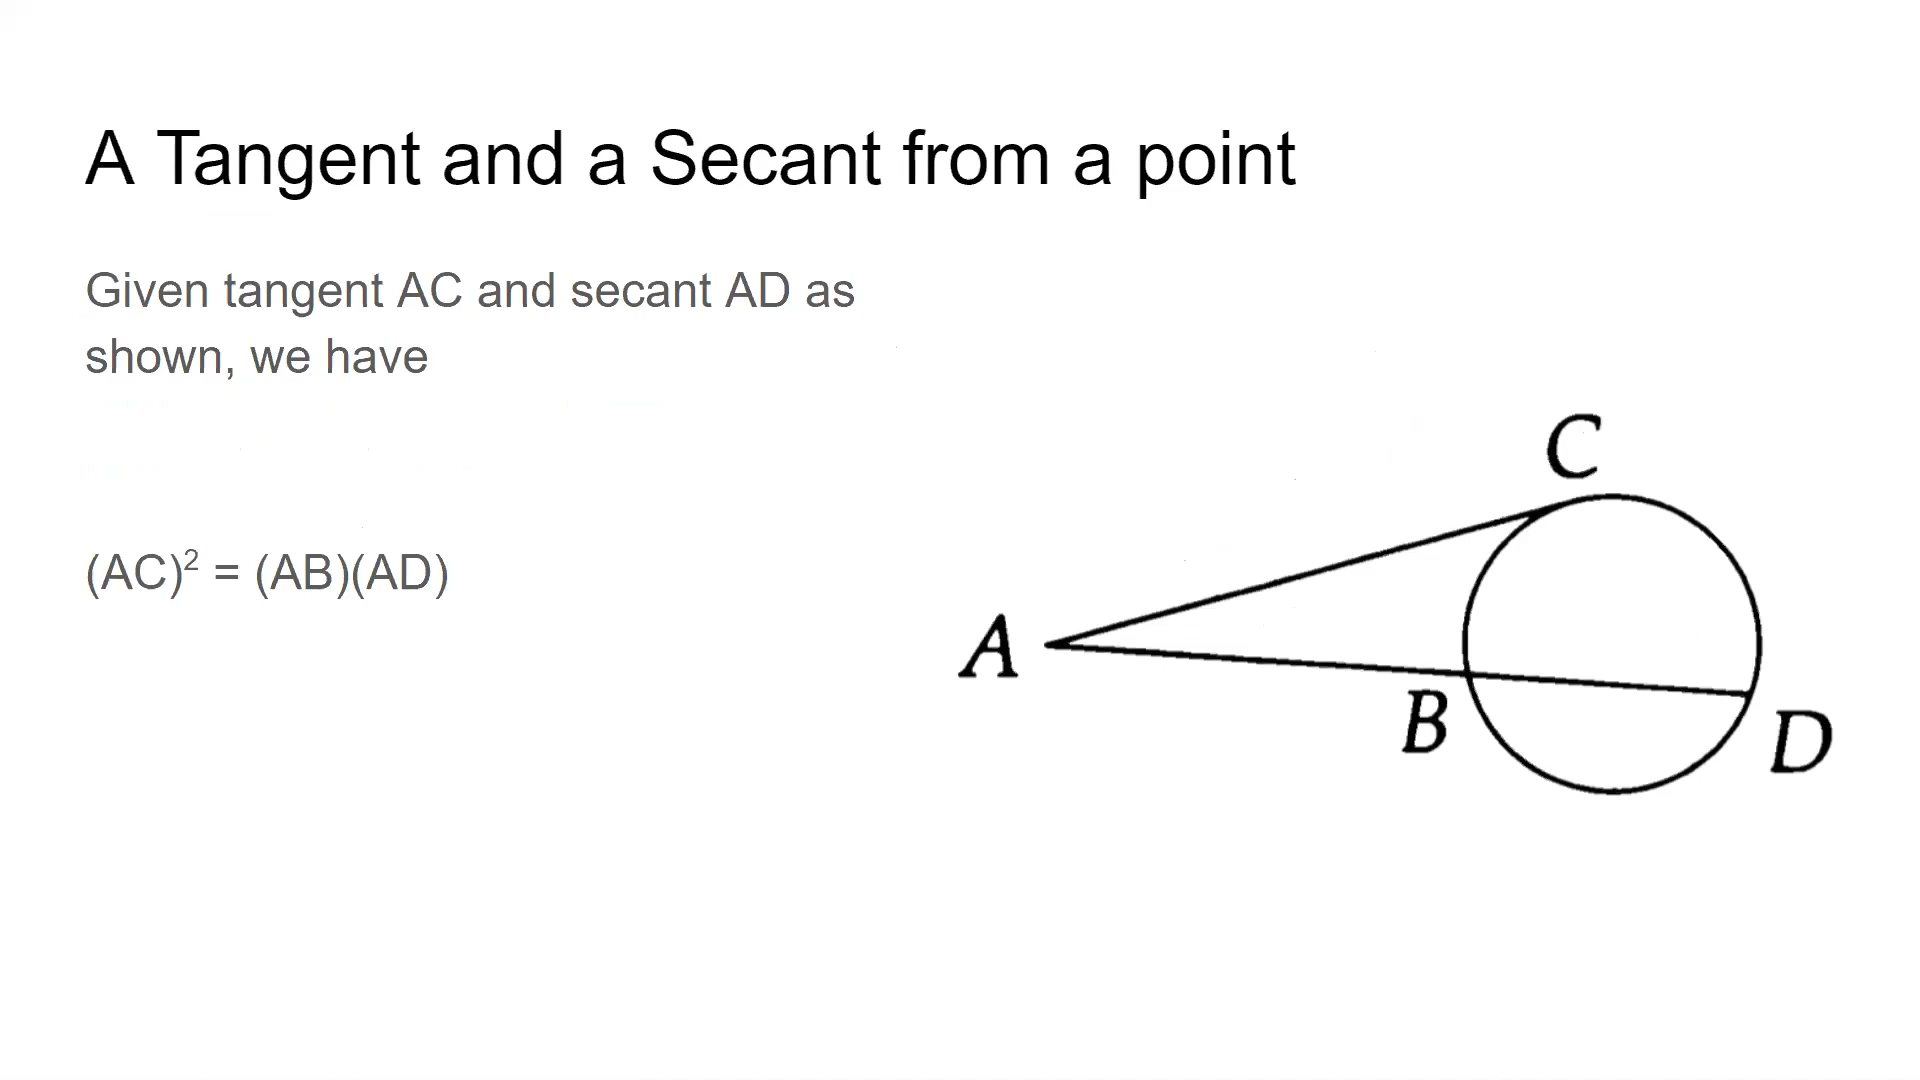 A Tangent and a Secant from a point
Given tangent AC and secant AD as
shown, we have
(AC)² = (AB)(AD)
C
A
B
D